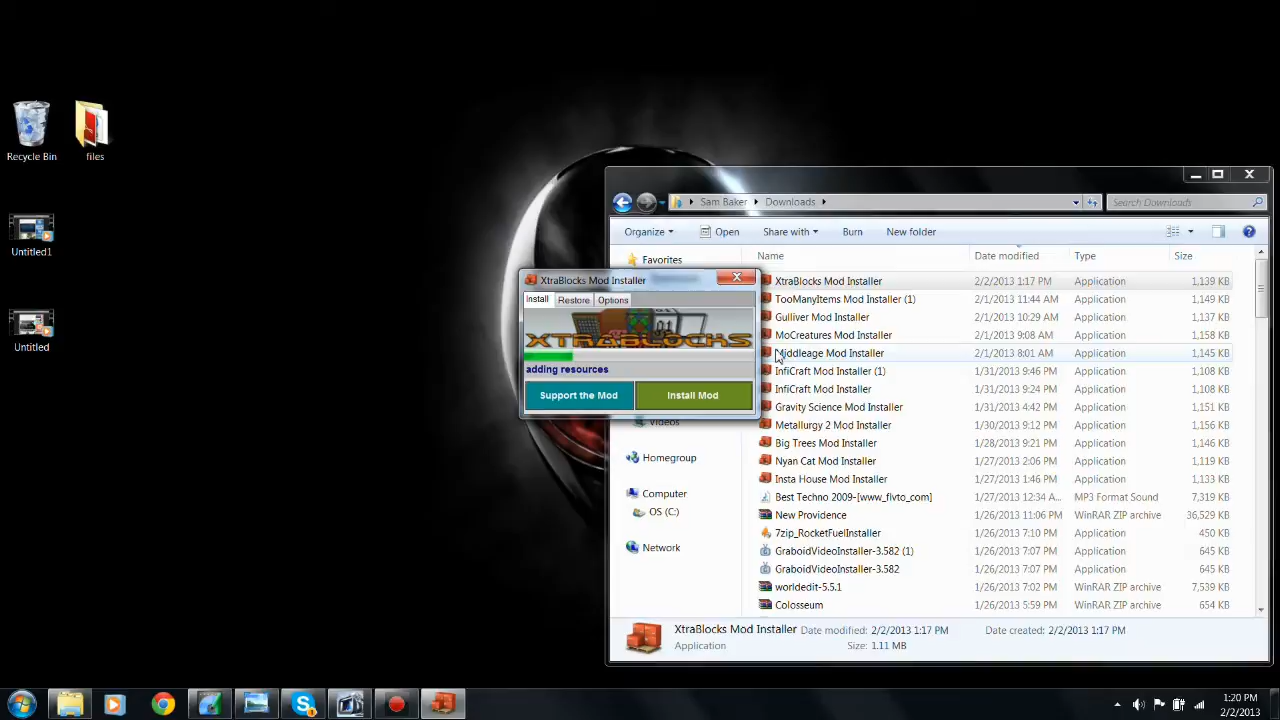 Recycle Bin
files
Untitled1
Untitled
Sam Baker
Downloads
Search Downloads
Organize
Open
Share with
Burn
New folder
Name
Date modified
Type
Size
Favorites
XtraBlocks Mod Installer 2/2/2013 1:17 PM Application 1,139 KB
TooManyItems Mod Installer (1) 2/1/2013 11:44 AM Application 1,149 KB
Gulliver Mod Installer 2/1/2013 10:29 AM Application 1,137 KB
MoCreatures Mod Installer 2/1/2013 9:08 AM Application 1,158 KB
Middleage Mod Installer 2/1/2013 8:01 AM Application 1,145 KB
InfiCraft Mod Installer (1) 1/31/2013 9:46 PM Application 1,108 KB
InfiCraft Mod Installer 1/31/2013 9:24 PM Application 1,108 KB
Gravity Science Mod Installer 1/31/2013 4:42 PM Application 1,151 KB
Metallurgy 2 Mod Installer 1/30/2013 9:12 PM Application 1,156 KB
Big Trees Mod Installer 1/28/2013 9:21 PM Application 1,146 KB
Nyan Cat Mod Installer 1/27/2013 2:06 PM Application 1,119 KB
Insta House Mod Installer 1/27/2013 1:46 PM Application 1,133 KB
Best Techno 2009-[www_flvto_com] 1/27/2013 12:34 A... MP3 Format Sound 7,319 KB
New Providence 1/26/2013 11:06 PM WinRAR ZIP archive 36,529 KB
7zip_RocketFuelInstaller 1/26/2013 7:10 PM Application 450 KB
GraboidVideoInstaller-3.582 (1) 1/26/2013 7:07 PM Application 645 KB
GraboidVideoInstaller-3.582 1/26/2013 7:07 PM Application 645 KB
worldedit-5.5.1 1/26/2013 7:02 PM WinRAR ZIP archive 7,539 KB
Colosseum 1/26/2013 5:59 PM WinRAR ZIP archive 654 KB
Videos
Homegroup
Computer
OS (C:)
Network
XtraBlocks Mod Installer
Install Restore Options
XTRABLOCKS
adding resources
Support the Mod Install Mod
XtraBlocks Mod Installer Date modified: 2/2/2013 1:17 PM Date created: 2/2/2013 1:17 PM
Application Size: 1.11 MB
1:20 PM
2/2/2013